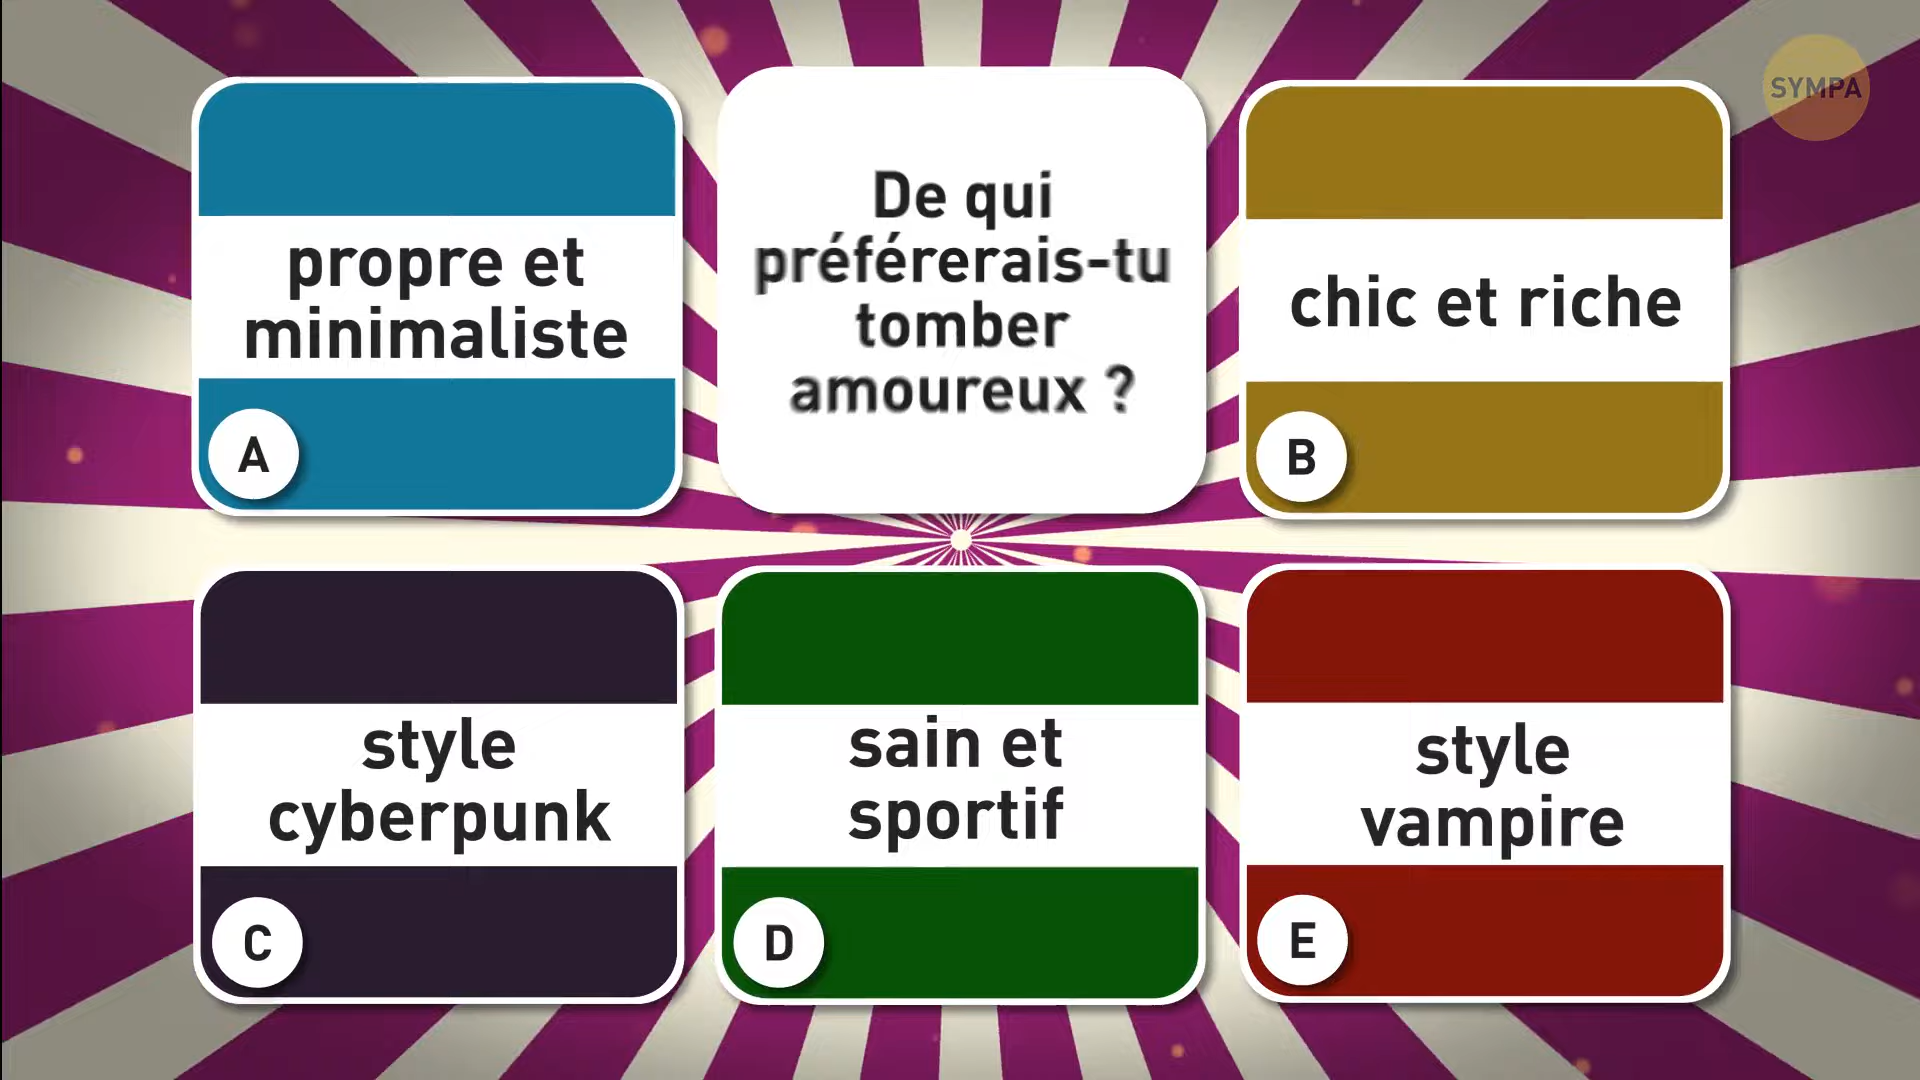 SYMPA
propre et
minimaliste
A
De qui
préférerais-tu
tomber
amoureux ?
chic et riche
B
style
cyberpunk
C
sain et
sportif
D
style
vampire
E